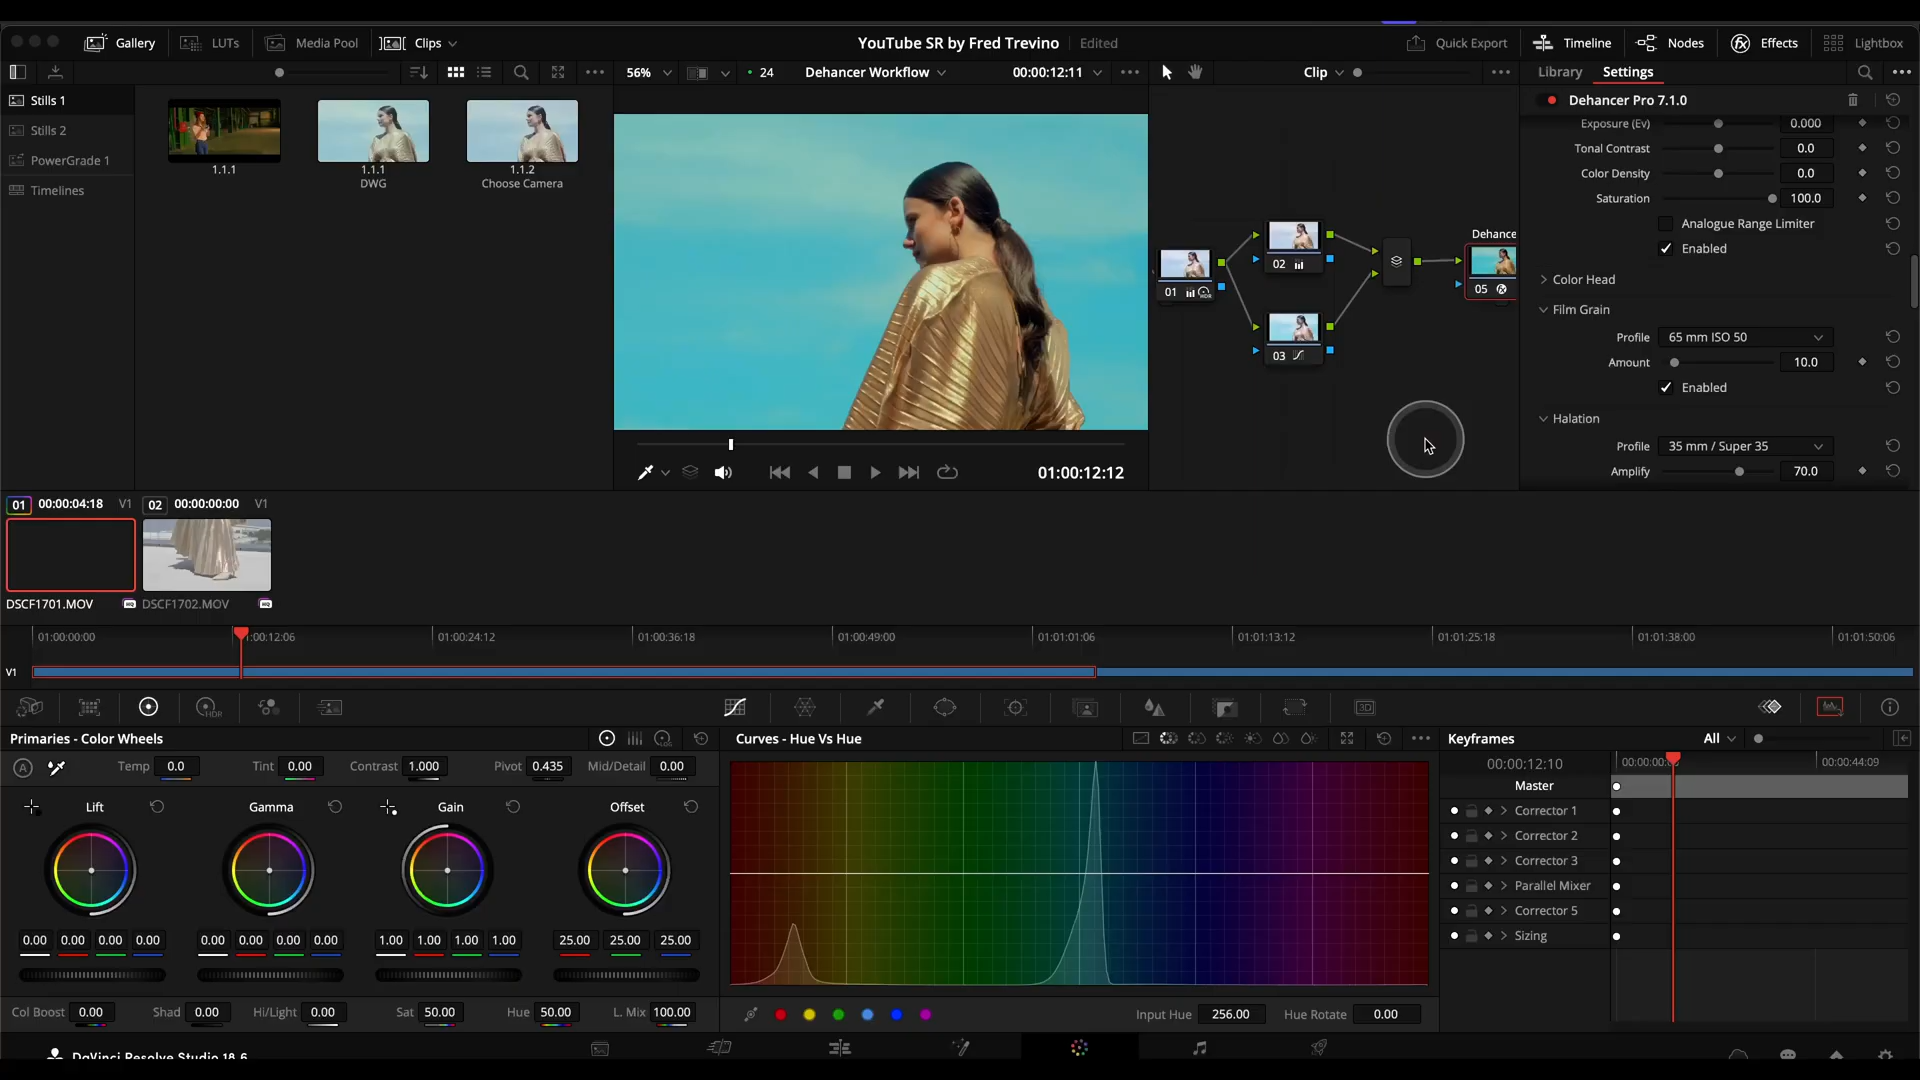 Gallery LUTs Media Pool Clips YouTube SR by Fred Trevino Edited Quick Export Timeline Nodes Effects Lightbox
56% 24 Dehancer Workflow 00:00:12:11 Clip Library Settings
Stills 1
Stills 2
PowerGrade 1
Timelines
1.1.1
1.1.1
DWG
1.1.2
Choose Camera
01:00:12:12
01
02
03
Dehance
05
Dehancer Pro 7.1.0
Exposure (Ev) 0.000
Tonal Contrast 0.0
Color Density 0.0
Saturation 100.0
Analogue Range Limiter
Enabled
Color Head
Film Grain
Profile 65 mm ISO 50
Amount 10.0
Enabled
Halation
Profile 35 mm / Super 35
Amplify 70.0
01 00:00:04:18 V1 02 00:00:00:00 V1
DSCF1701.MOV DSCF1702.MOV
01:00:00:00 :00:12:06 01:00:24:12 01:00:36:18 01:00:49:00 01:01:01:06 01:01:13:12 01:01:25:18 01:01:38:00 01:01:50:06
V1
HDR
3D
Primaries - Color Wheels
Temp 0.0 Tint 0.00 Contrast 1.000 Pivot 0.435 Mid/Detail 0.00
Lift Gamma Gain Offset
0.00 0.00 0.00 0.00 0.00 0.00 0.00 0.00 1.00 1.00 1.00 1.00 25.00 25.00 25.00
Col Boost 0.00 Shad 0.00 Hi/Light 0.00 Sat 50.00 Hue 50.00 L. Mix 100.00
Curves - Hue Vs Hue
Input Hue 256.00 Hue Rotate 0.00
Keyframes All
00:00:12:10 00:00:00:0 00:00:44:09
Master
Corrector 1
Corrector 2
Corrector 3
Parallel Mixer
Corrector 5
Sizing
DaVinci Resolve Studio 18.6